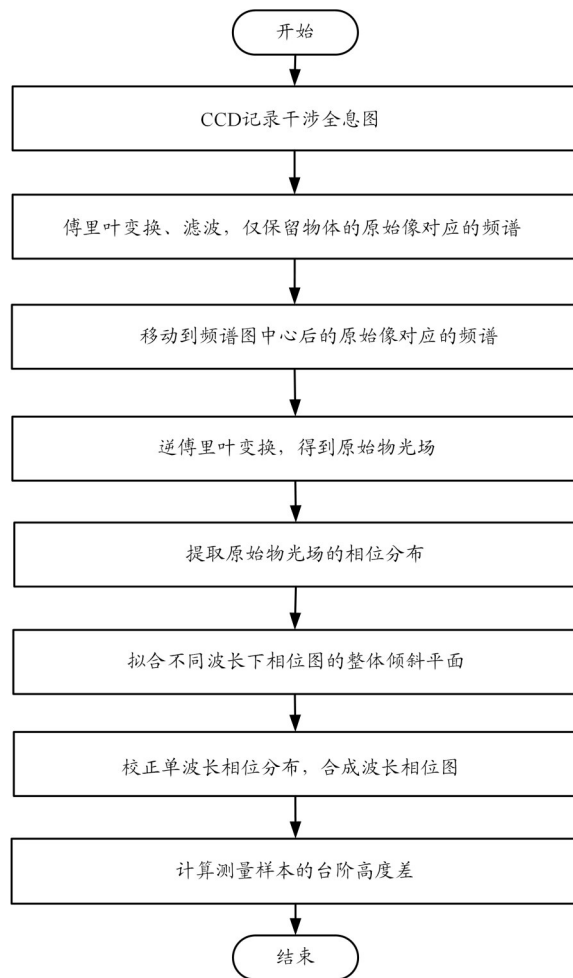 开始
CCD记录干涉全息图
傅里叶变换、滤波，仅保留物体的原始像对应的频谱
移动到频谱图中心后的原始像对应的频谱
逆傅里叶变换，得到原始物光场
提取原始物光场的相位分布
拟合不同波长下相位图的整体倾斜平面
校正单波长相位分布，合成波长相位图
计算测量样本的台阶高度差
结束